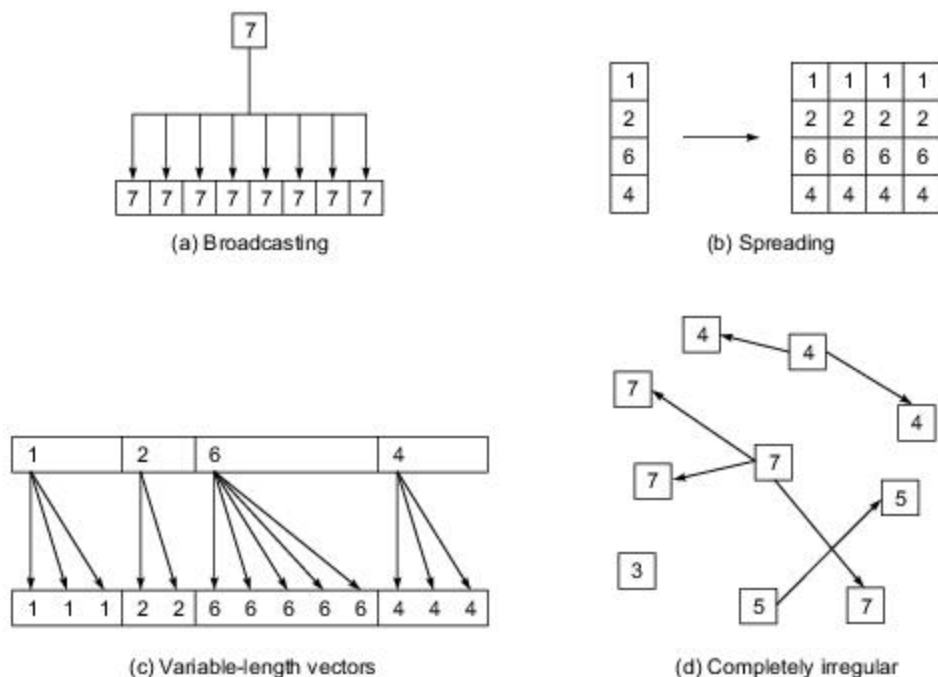 7
7 7 7 7 7 7 7 7
(a) Broadcasting
1 1 1 1 1
2 2 2 2 2
6 6 6 6 6
4 4 4 4 4
(b) Spreading
1 2 6 4
1 1 1 2 2 6 6 6 6 6 4 4 4
(c) Variable-length vectors
4 4
7 4
7 7
5
3
5 7
(d) Completely irregular